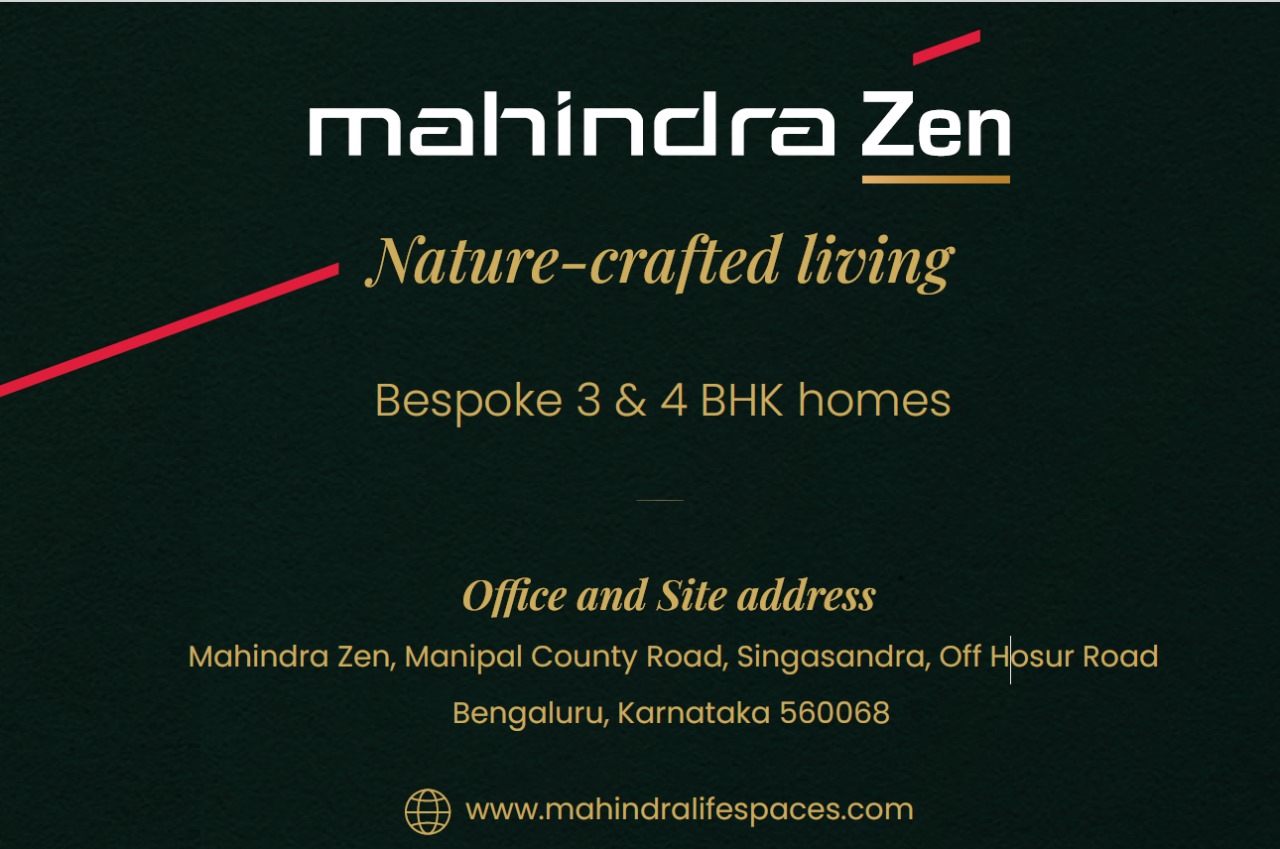 mahindra Zen
Nature-crafted living
Bespoke 3 & 4 BHK homes
Office and Site address
Mahindra Zen, Manipal County Road, Singasandra, Off Hosur Road
Bengaluru, Karnataka 560068
www.mahindralifespaces.com